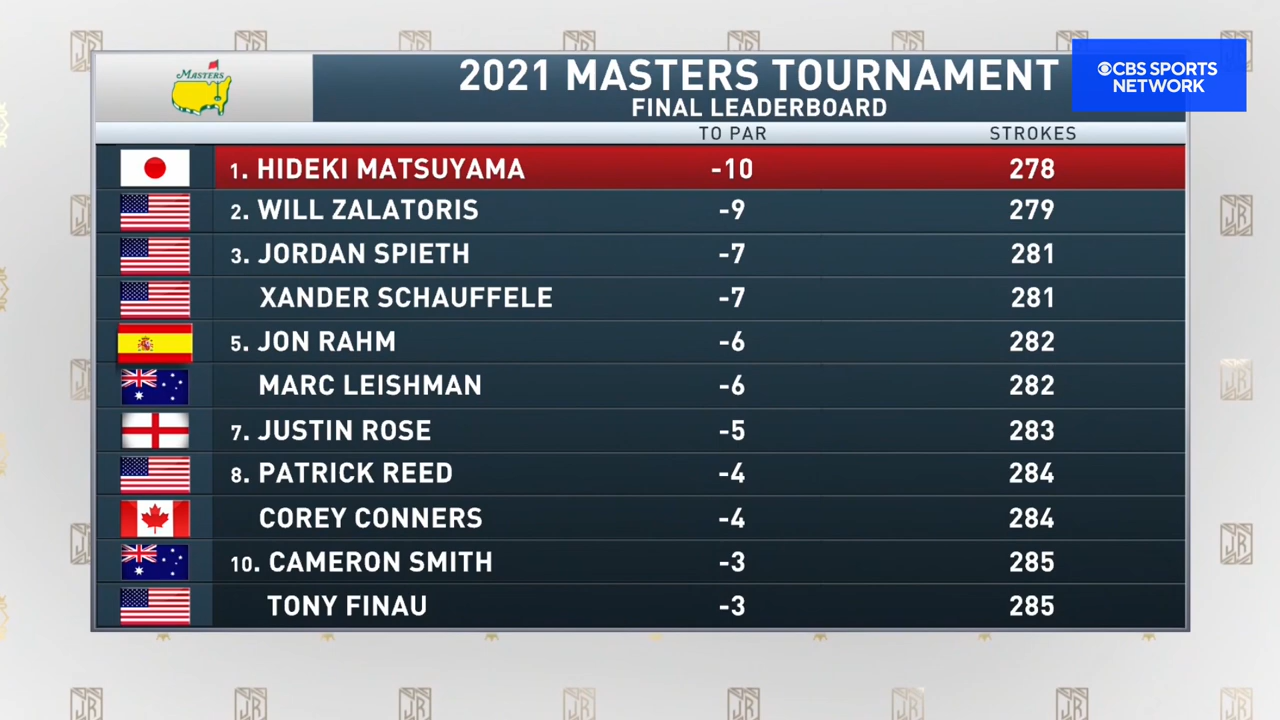 Masters
2021 MASTERS TOURNAMENT
FINAL LEADERBOARD
CBS SPORTS
NETWORK
TO PAR STROKES
1. HIDEKI MATSUYAMA -10 278
2. WILL ZALATORIS -9 279
3. JORDAN SPIETH -7 281
XANDER SCHAUFFELE -7 281
5. JON RAHM -6 282
MARC LEISHMAN -6 282
7. JUSTIN ROSE -5 283
8. PATRICK REED -4 284
COREY CONNERS -4 284
10. CAMERON SMITH -3 285
TONY FINAU -3 285